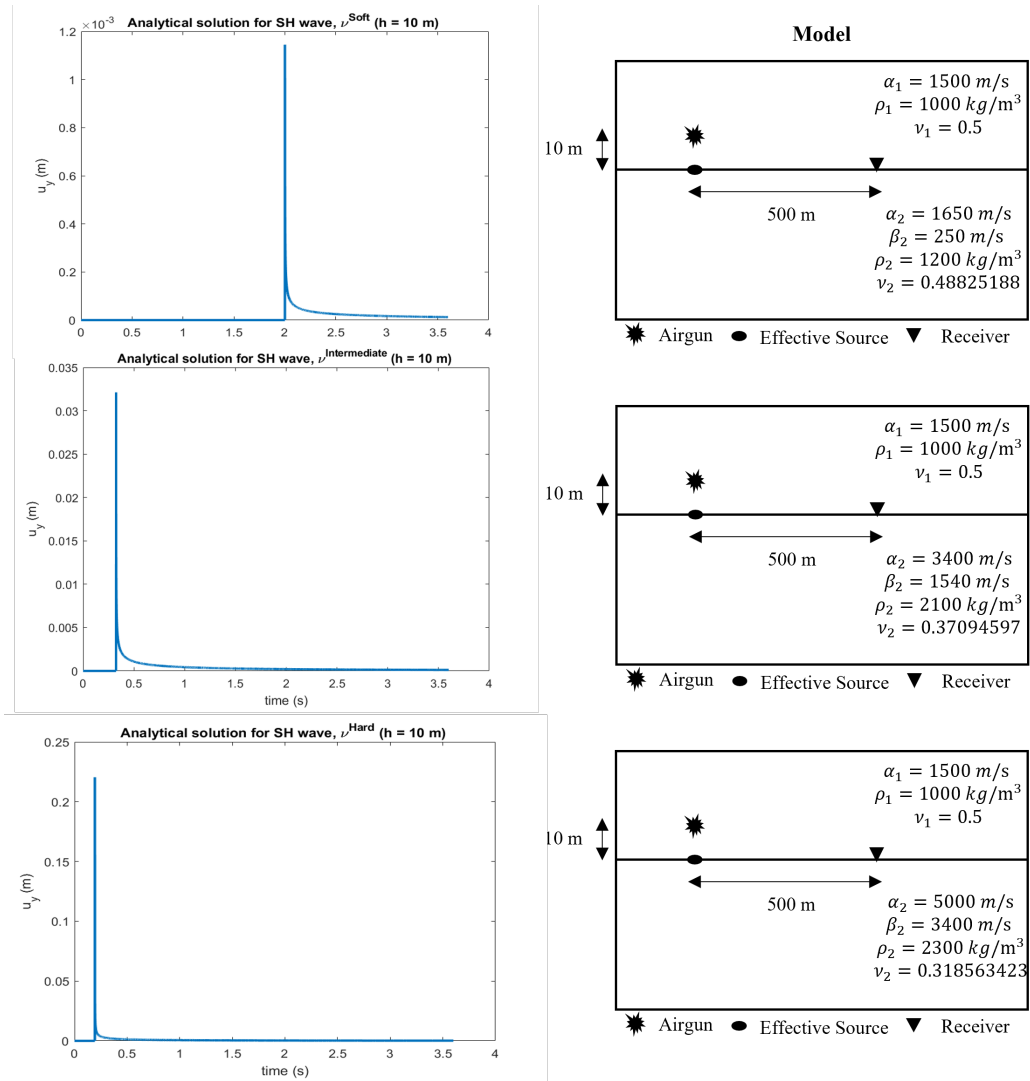 Analytical solution for SH wave, ν^Soft (h = 10 m)
×10^-3
1.2
1
0.8
0.6
0.4
0.2
0
u_y (m)
0 0.5 1 1.5 2 2.5 3 3.5 4
Model
10 m
α₁ = 1500 m/s
ρ₁ = 1000 kg/m³
ν₁ = 0.5
500 m
α₂ = 1650 m/s
β₂ = 250 m/s
ρ₂ = 1200 kg/m³
ν₂ = 0.48825188
Airgun Effective Source Receiver
Analytical solution for SH wave, ν^Intermediate (h = 10 m)
0.035
0.03
0.025
0.02
0.015
0.01
0.005
0
u_y (m)
0 0.5 1 1.5 2 2.5 3 3.5 4
time (s)
10 m
α₁ = 1500 m/s
ρ₁ = 1000 kg/m³
ν₁ = 0.5
500 m
α₂ = 3400 m/s
β₂ = 1540 m/s
ρ₂ = 2100 kg/m³
ν₂ = 0.37094597
Airgun Effective Source Receiver
Analytical solution for SH wave, ν^Hard (h = 10 m)
0.25
0.2
0.15
0.1
0.05
0
u_y (m)
0 0.5 1 1.5 2 2.5 3 3.5 4
time (s)
10 m
α₁ = 1500 m/s
ρ₁ = 1000 kg/m³
ν₁ = 0.5
500 m
α₂ = 5000 m/s
β₂ = 3400 m/s
ρ₂ = 2300 kg/m³
ν₂ = 0.318563423
Airgun Effective Source Receiver